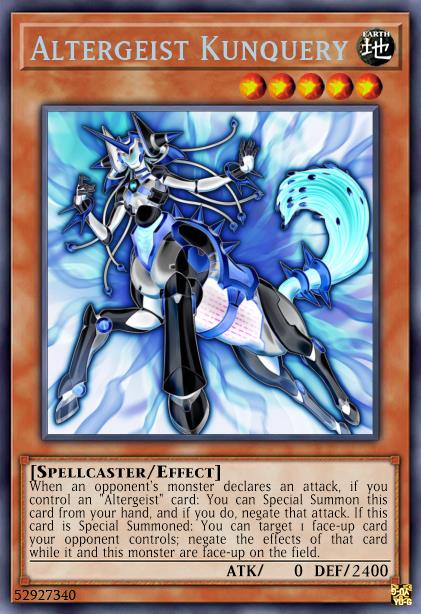 Altergeist Kunquery
EARTH
地
[Spellcaster/Effect]
When an opponent's monster declares an attack, if you
control an "Altergeist" card: You can Special Summon this
card from your hand, and if you do, negate that attack. If this
card is Special Summoned: You can target 1 face-up card
your opponent controls; negate the effects of that card
while it and this monster are face-up on the field.
ATK/ 0 DEF/2400
52927340